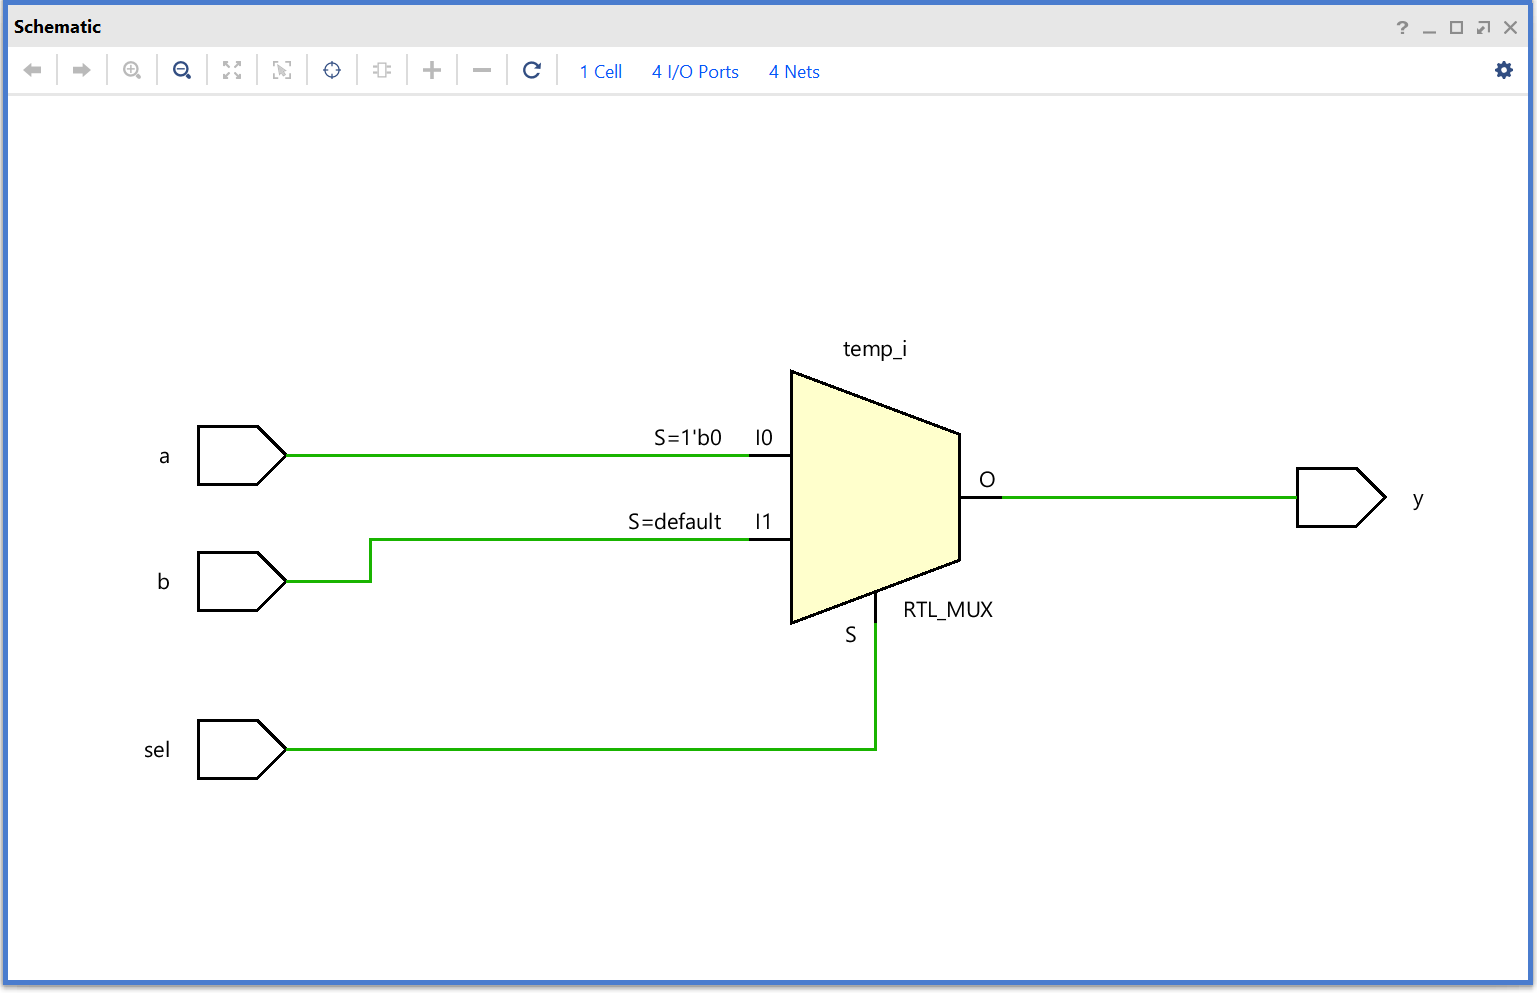 Schematic
1 Cell 4 I/O Ports 4 Nets
temp_i
a S=1'b0 I0
O
y
S=default I1
b
RTL_MUX
S
sel